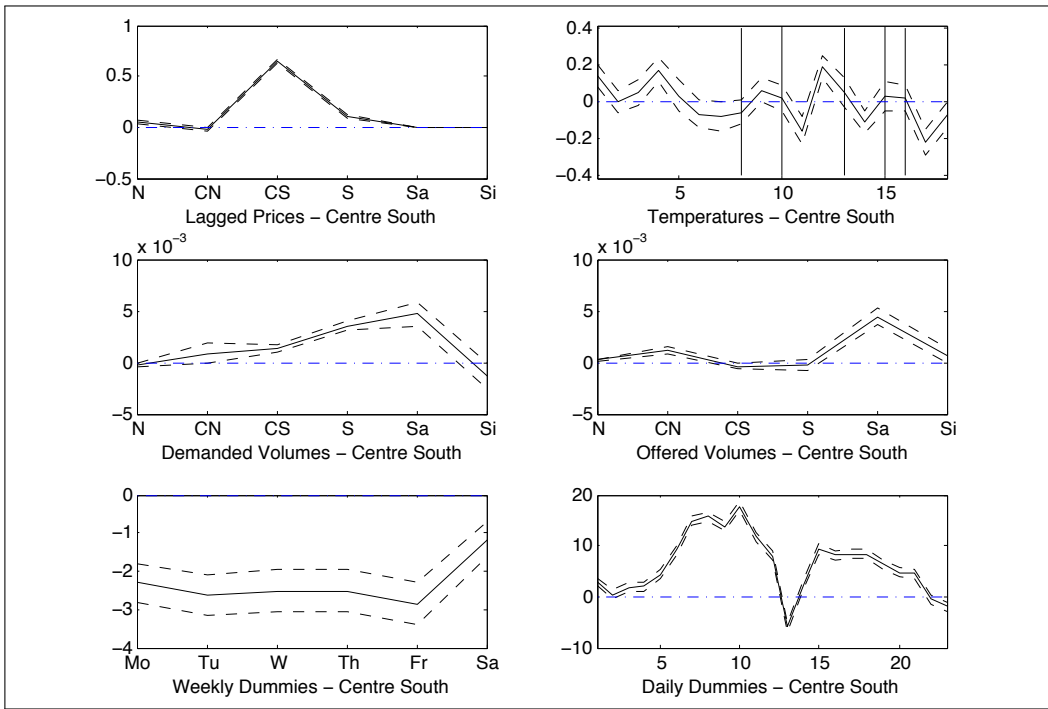 1
0.5
0
−0.5
N CN CS S Sa Si
Lagged Prices − Centre South
0.4
0.2
0
−0.2
−0.4
5 10 15
Temperatures − Centre South
x 10⁻³
10
5
0
−5
N CN CS S Sa Si
Demanded Volumes − Centre South
x 10⁻³
10
5
0
−5
N CN CS S Sa Si
Offered Volumes − Centre South
0
−1
−2
−3
−4
Mo Tu W Th Fr Sa
Weekly Dummies − Centre South
20
10
0
−10
5 10 15 20
Daily Dummies − Centre South